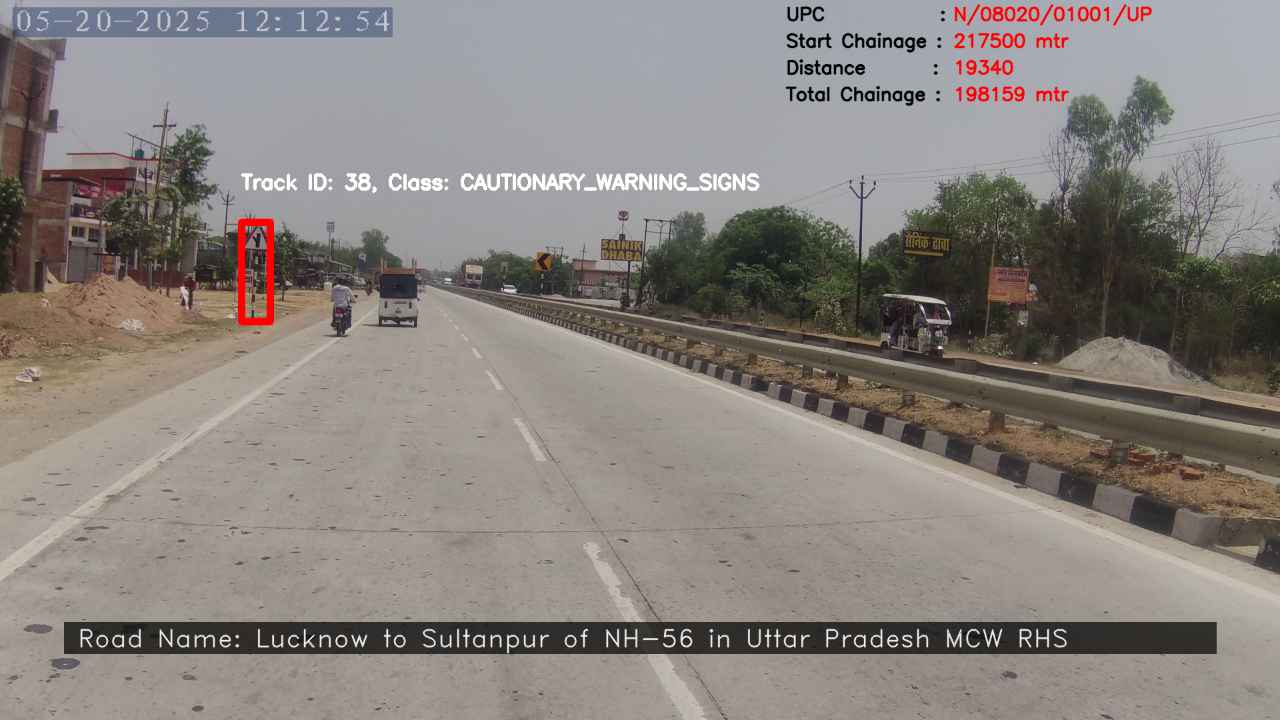 05-20-2025 12:12:54
UPC : N/08020/01001/UP
Start Chainage : 217500 mtr
Distance : 19340
Total Chainage : 198159 mtr
Track ID: 38, Class: CAUTIONARY_WARNING_SIGNS
SAINIK
DHABA
सैनिक ढाबा
Road Name: Lucknow to Sultanpur of NH-56 in Uttar Pradesh MCW RHS